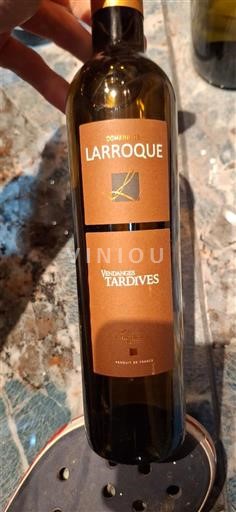 DOMAINE DE
LARROQUE
VINIOU
VENDANGES
TARDIVES
PRODUIT DE FRANCE